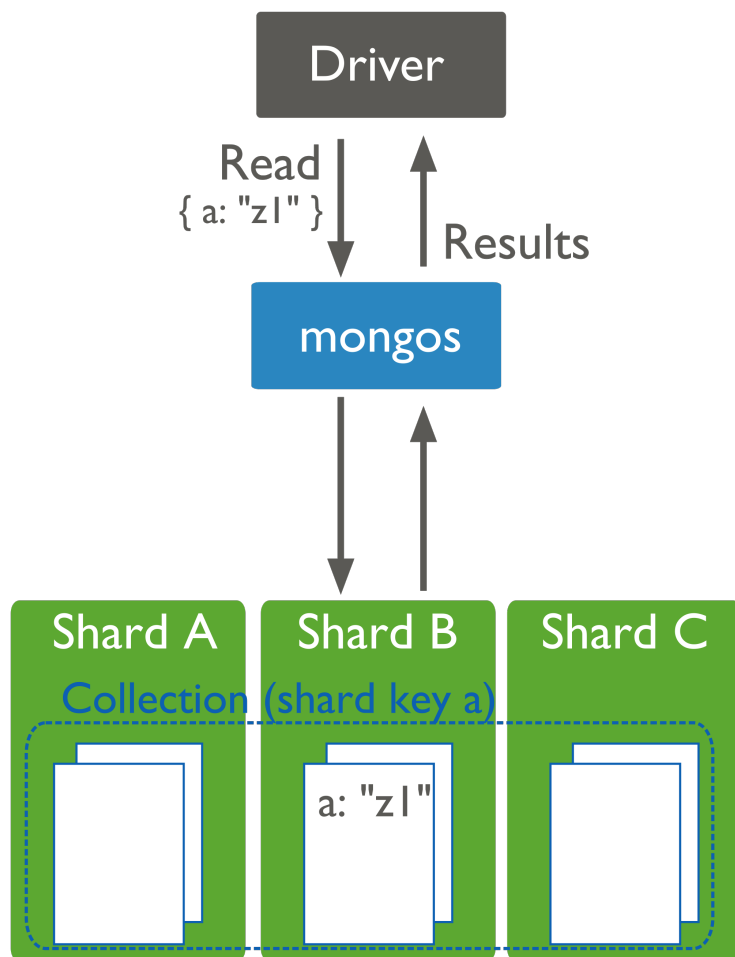 Driver
Read
{ a: "z1" }
Results
mongos
Shard A
Shard B
Shard C
Collection (shard key a)
a: "z1"